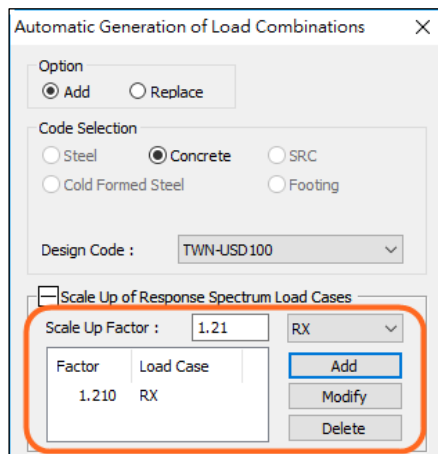 Automatic Generation of Load Combinations
Option
Add Replace
Code Selection
Steel Concrete SRC
Cold Formed Steel Footing
Design Code : TWN-USD100
Scale Up of Response Spectrum Load Cases
Scale Up Factor : 1.21 RX
Factor Load Case Add
1.210 RX Modify
Delete